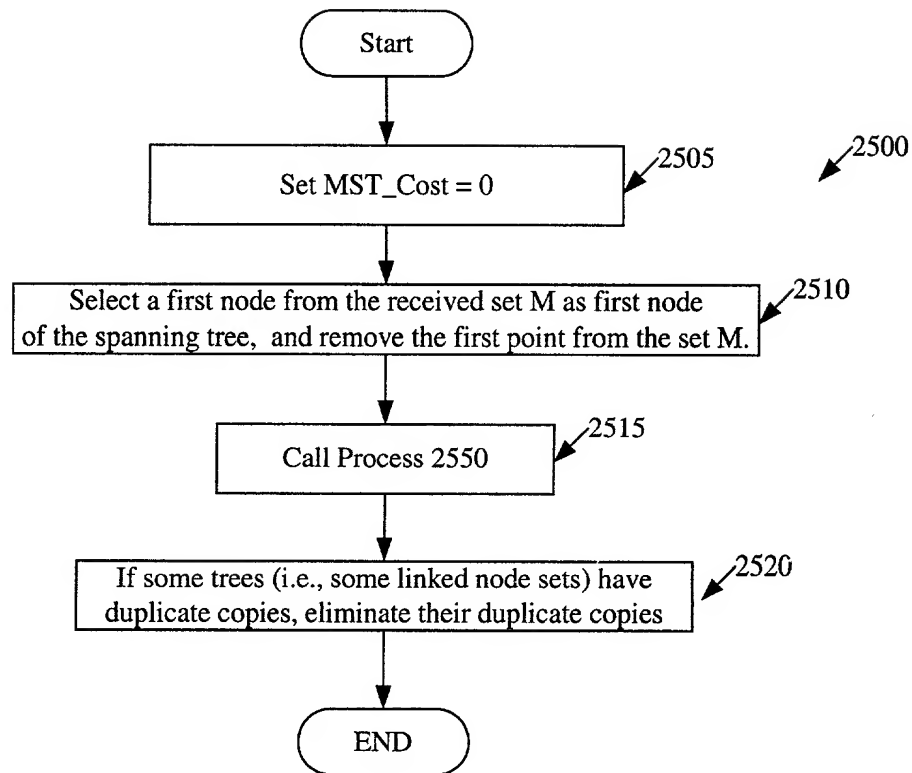 Start
2500
2505
Set MST_Cost = 0
2510
Select a first node from the received set M as first node
of the spanning tree, and remove the first point from the set M.
2515
Call Process 2550
2520
If some trees (i.e., some linked node sets) have
duplicate copies, eliminate their duplicate copies
END